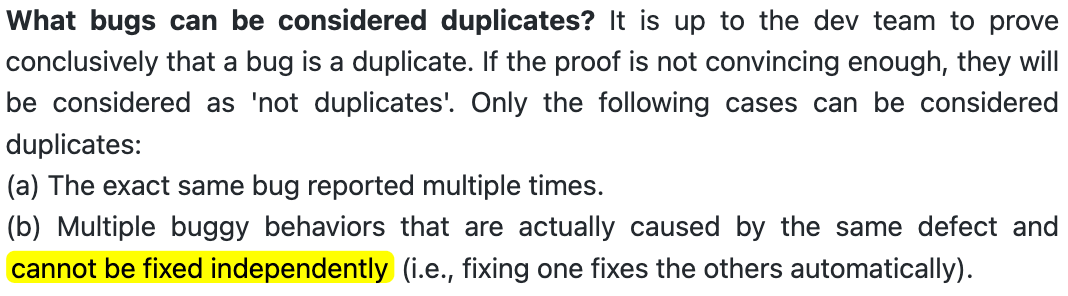 What bugs can be considered duplicates? It is up to the dev team to prove
conclusively that a bug is a duplicate. If the proof is not convincing enough, they will
be considered as 'not duplicates'. Only the following cases can be considered
duplicates:
(a) The exact same bug reported multiple times.
(b) Multiple buggy behaviors that are actually caused by the same defect and
cannot be fixed independently (i.e., fixing one fixes the others automatically).